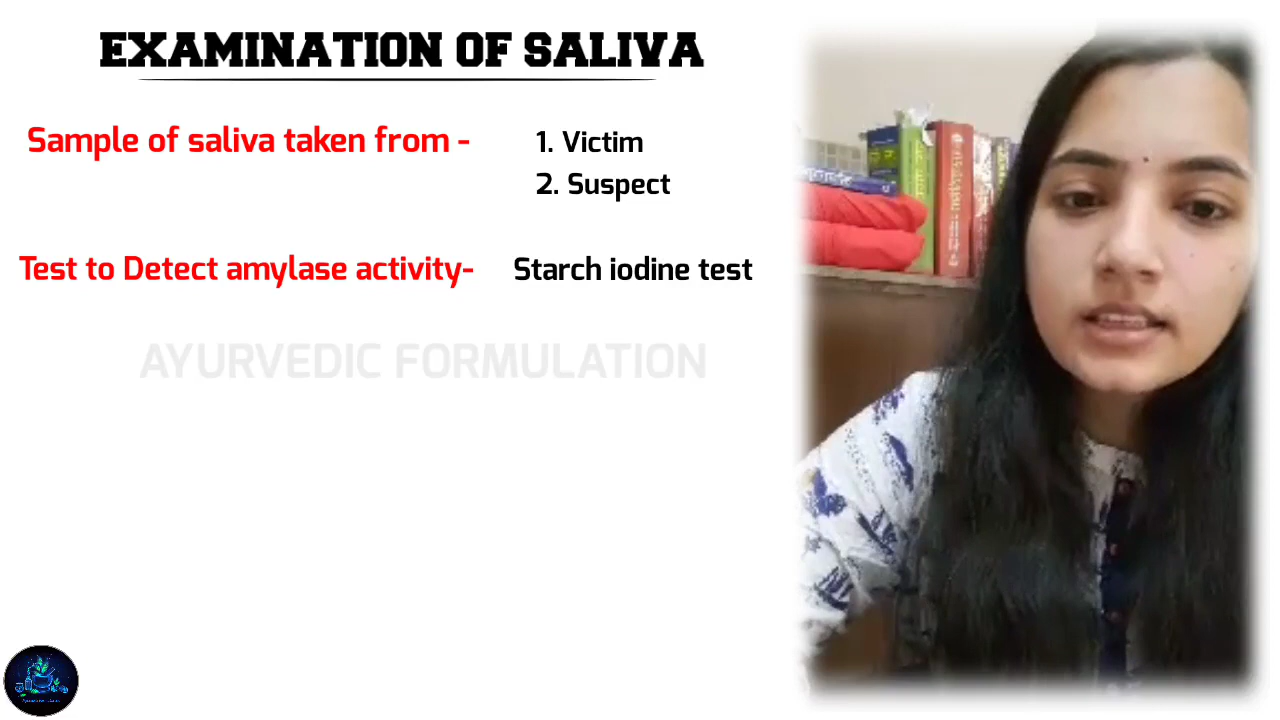 EXAMINATION OF SALIVA
Sample of saliva taken from -
1. Victim
2. Suspect
Test to Detect amylase activity-
Starch iodine test
AYURVEDIC FORMULATION